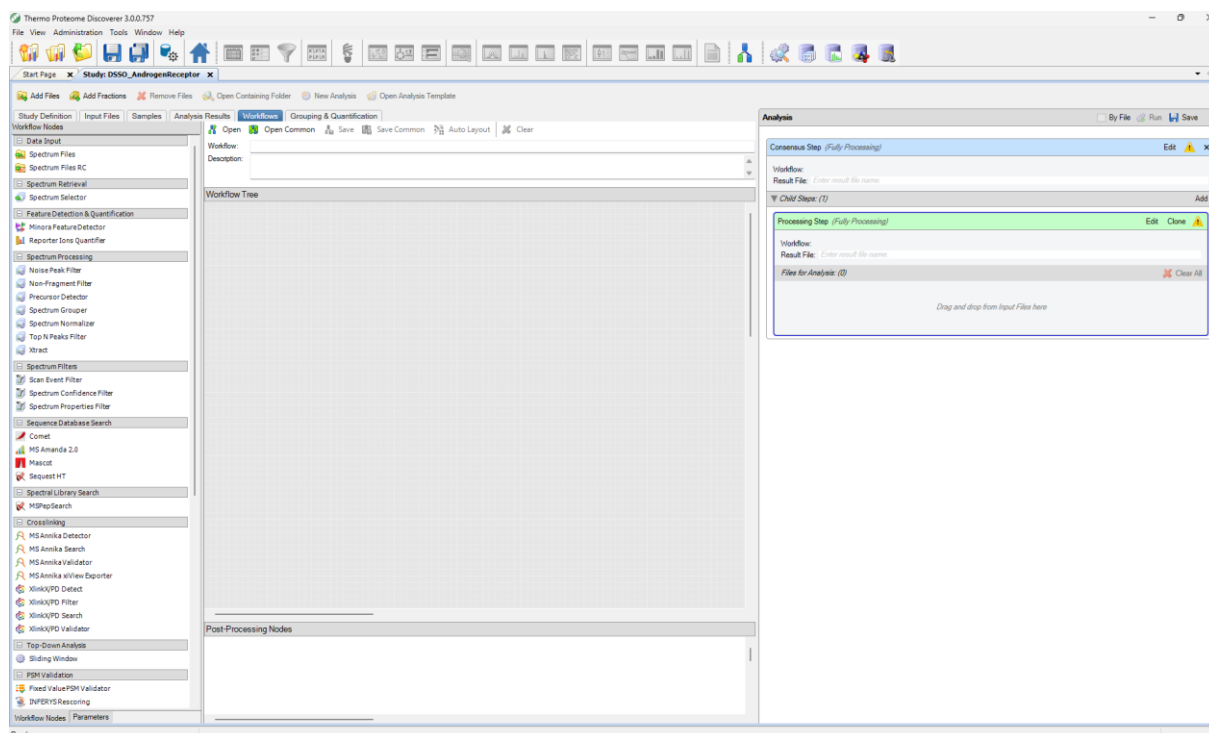 Thermo Proteome Discoverer 3.0.0.757
File View Administration Tools Window Help
Start Page x Study: DSSO_AndrogenReceptor x
Add Files Add Fractions Remove Files Open Containing Folder New Analysis Open Analysis Template
Study Definition Input Files Samples Analysis Results Workflows Grouping & Quantification
Workflow Nodes
Data Input
Spectrum Files
Spectrum Files RC
Spectrum Retrieval
Spectrum Selector
Feature Detection & Quantification
Minora Feature Detector
Reporter Ions Quantifier
Spectrum Processing
Noise Peak Filter
Non-Fragment Filter
Precursor Detector
Spectrum Grouper
Spectrum Normalizer
Top N Peaks Filter
Xtract
Spectrum Filters
Scan Event Filter
Spectrum Confidence Filter
Spectrum Properties Filter
Sequence Database Search
Comet
MS Amanda 2.0
Mascot
Sequest HT
Spectral Library Search
MSPepSearch
Crosslinking
MS Annika Detector
MS Annika Search
MS Annika Validator
MS Annika xiView Exporter
XlinkX/PD Detect
XlinkX/PD Filter
XlinkX/PD Search
XlinkX/PD Validator
Top-Down Analysis
Sliding Window
PSM Validation
Fixed Value PSM Validator
INFERYS Rescoring
Workflow Nodes Parameters
Open Open Common Save Save Common Auto Layout Clear
Workflow:
Description:
Workflow Tree
Post-Processing Nodes
Analysis By File Run Save
Consensus Step (Fully Processing) Edit x
Workflow:
Result File: Enter result file name.
Child Steps: (1) Add
Processing Step (Fully Processing) Edit Clone
Workflow:
Result File: Enter result file name.
Files for Analysis: (0) Clear All
Drag and drop from Input Files here